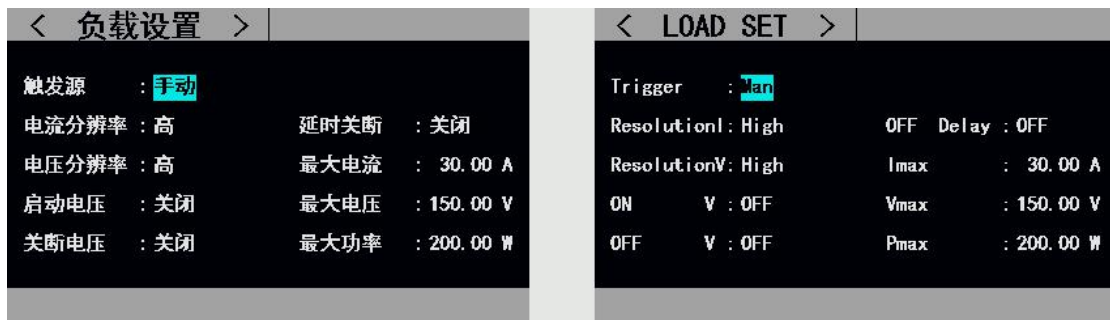 < 负载设置 >
触发源 : 手动
电流分辨率 : 高 延时关断 : 关闭
电压分辨率 : 高 最大电流 : 30.00 A
启动电压 : 关闭 最大电压 : 150.00 V
关断电压 : 关闭 最大功率 : 200.00 W
< LOAD SET >
Trigger : Man
ResolutionI: High OFF Delay : OFF
ResolutionV: High Imax : 30.00 A
ON V : OFF Vmax : 150.00 V
OFF V : OFF Pmax : 200.00 W